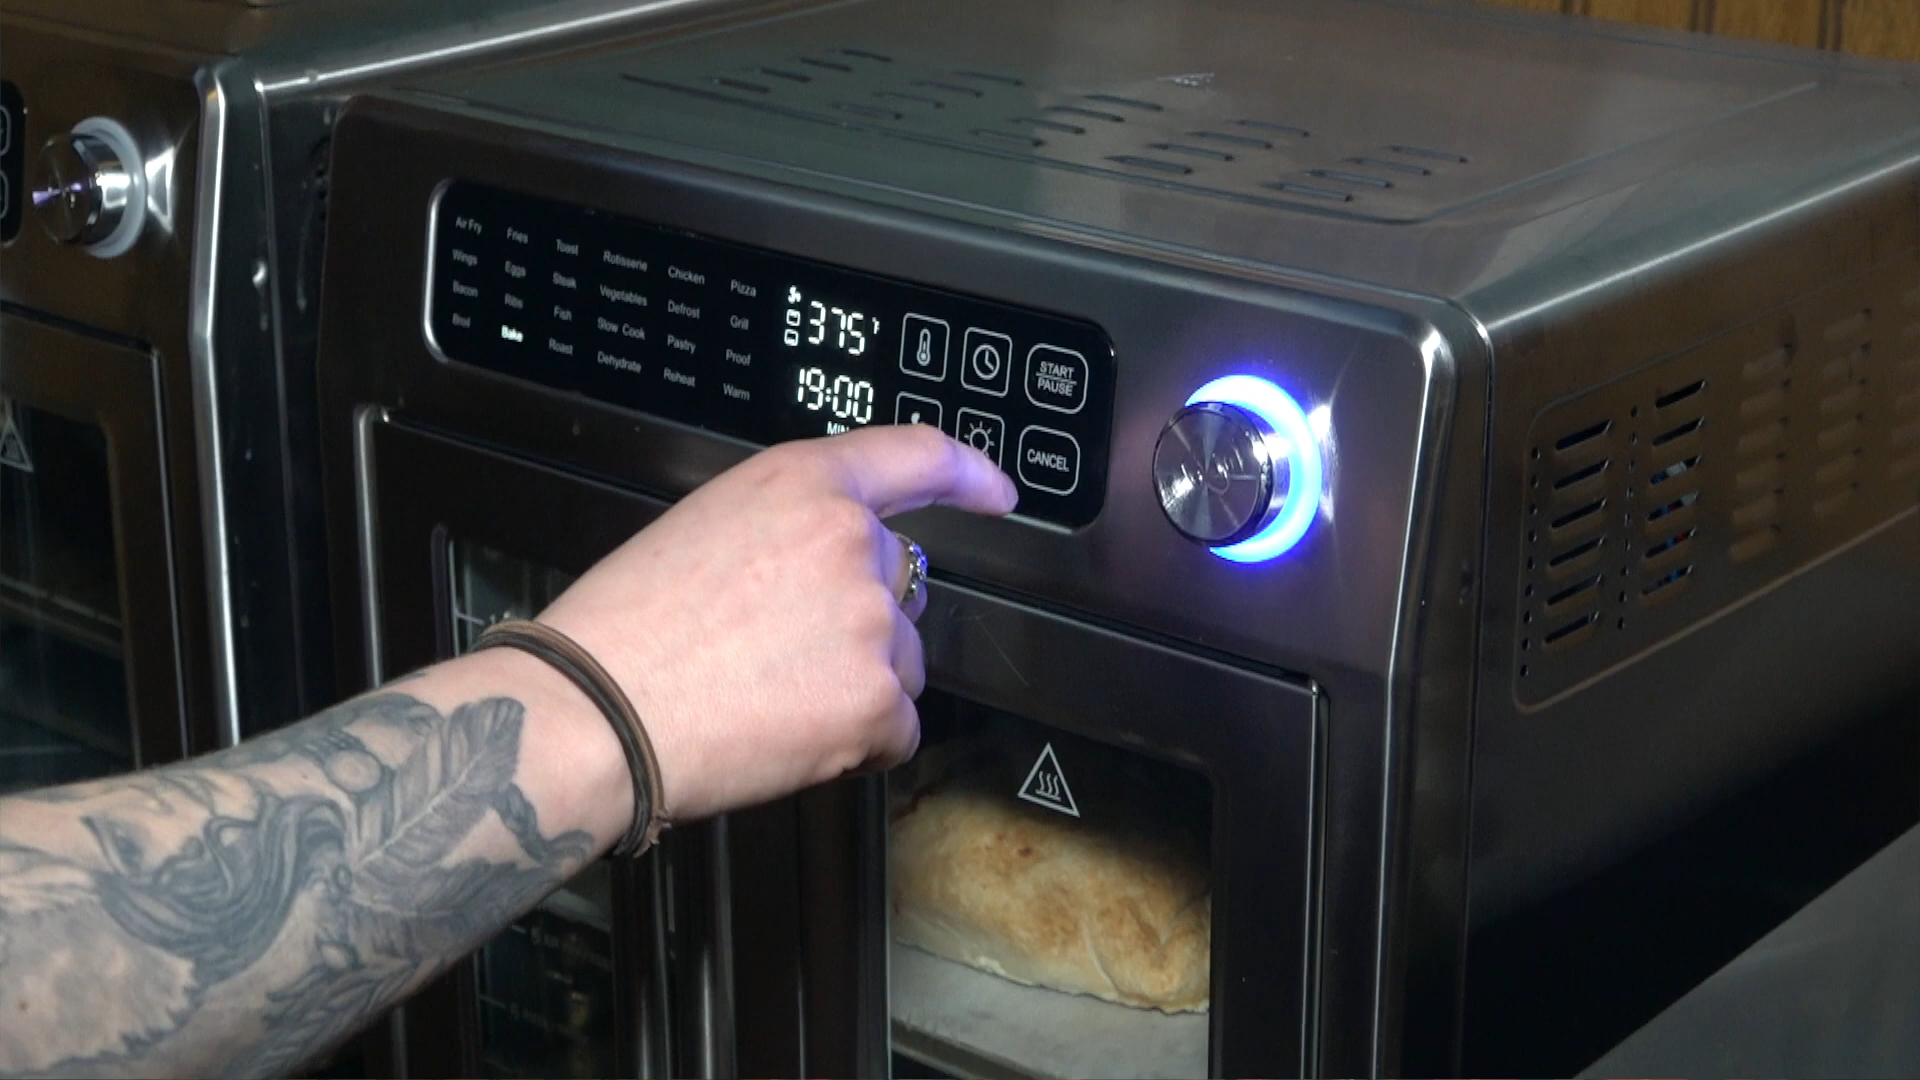 Air Fry Fries Toast Rotisserie Chicken Pizza
Wings Eggs Steak Vegetables Defrost Grill
Bacon Ribs Fish Slow Cook Pastry Proof
Broil Bake Roast Dehydrate Reheat Warm
375°F
19:00
MIN
START
PAUSE
CANCEL